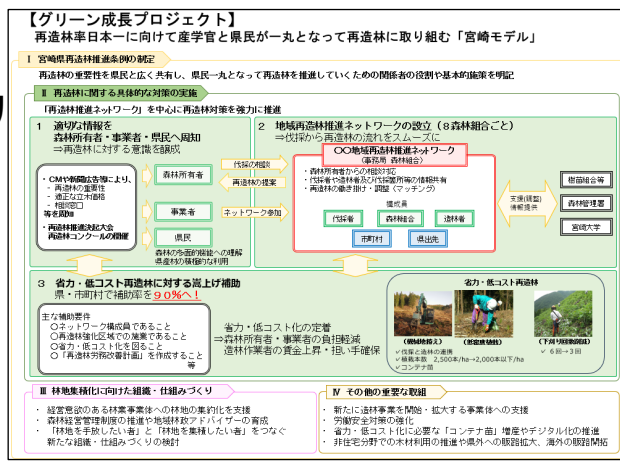 【グリーン成長プロジェクト】
再造林率日本一に向けて産学官と県民が一丸となって再造林に取り組む「宮崎モデル」
Ⅰ 宮崎県再造林推進条例の制定
再造林の重要性を県民と広く共有し、県民一丸となって再造林を推進していくための関係者の役割や基本的施策を明記
Ⅱ 再造林に関する具体的な対策の実施
「再造林推進ネットワーク」を中心に再造林対策を強力に推進
1 適切な情報を
森林所有者・事業者・県民へ周知
⇒再造林に対する意識を醸成
・CMや新聞広告等により、
- 再造林の重要性
- 適正な立木価格
- 相談窓口
等を周知
・再造林推進決起大会
再造林コンクールの開催
森林所有者
事業者
県民
森林の多面的機能への理解
県産材の積極的な利用
伐採の相談
再造林の提案
ネットワーク参加
2 地域再造林推進ネットワークの設立(8森林組合ごと)
⇒伐採から再造林の流れをスムーズに
〇〇地域再造林推進ネットワーク
(事務局 森林組合)
・森林所有者からの相談対応
・伐採者や造林者及び伐採箇所等の情報共有
・再造林の働き掛け・調整(マッチング)
構成員
伐採者
森林組合
造林者
市町村
県出先
支援(調整)
情報提供
樹苗組合等
森林管理署
宮崎大学
3 省力・低コスト再造林に対する嵩上げ補助
県・市町村で補助率を90%へ!
主な補助要件
〇ネットワーク構成員であること
〇再造林強化区域での施業であること
〇省力・低コスト化を図ること
〇「再造林労務改善計画」を作成すること
等
省力・低コスト化の定着
⇒森林所有者・事業者の負担軽減
造林作業者の賃金上昇・担い手確保
省力・低コスト再造林
(機械地拵え)
(低密度植栽)
(下刈り回数削減)
✓ 伐採と造林の連携
✓ 植栽本数 2,500本/ha→2,000本以下/ha
✓ コンテナ苗
✓ 6回→3回
Ⅲ 林地集積化に向けた組織・仕組みづくり
・ 経営意欲のある林業事業体への林地の集約化を支援
・ 森林経営管理制度の推進や地域林政アドバイザーの育成
・ 「林地を手放したい者」と「林地を集積したい者」をつなぐ
新たな組織・仕組みづくりの検討
Ⅳ その他の重要な取組
・ 新たに造林事業を開始・拡大する事業体への支援
・ 労働安全対策の強化
・ 省力・低コスト化に必要な「コンテナ苗」増産やデジタル化の推進
・ 非住宅分野での木材利用の推進や県外への販路拡大、海外の販路開拓